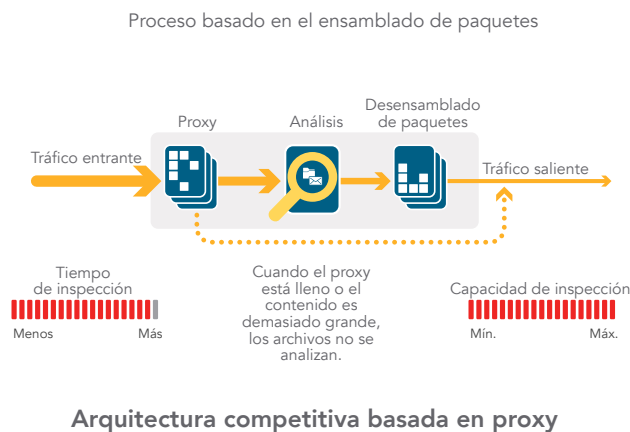 Proceso basado en el ensamblado de paquetes
Proxy
Análisis
Desensamblado
de paquetes
Tráfico entrante
Tráfico saliente
Tiempo
de inspección
Menos
Más
Cuando el proxy
está lleno o el
contenido es
demasiado grande,
los archivos no se
analizan.
Capacidad de inspección
Mín.
Máx.
Arquitectura competitiva basada en proxy